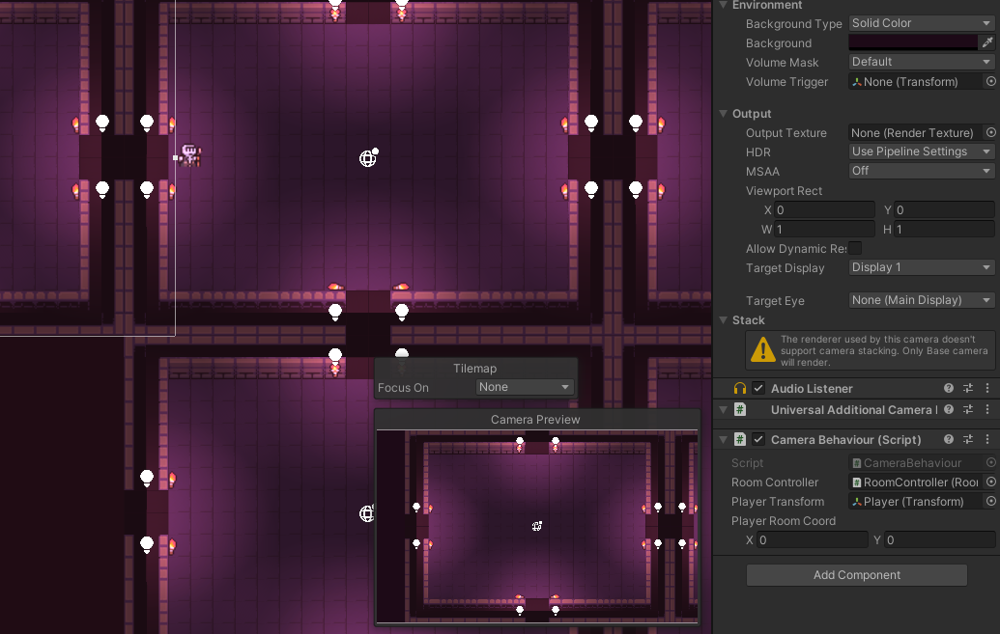 Environment
Background Type Solid Color
Background
Volume Mask Default
Volume Trigger None (Transform)
Output
Output Texture None (Render Texture)
HDR Use Pipeline Settings
MSAA Off
Viewport Rect
X 0 Y 0
W 1 H 1
Allow Dynamic Re
Target Display Display 1
Target Eye None (Main Display)
Stack
The renderer used by this camera doesn't
support camera stacking. Only Base camera
will render.
Tilemap
Focus On None
Audio Listener
Universal Additional Camera
Camera Preview
Camera Behaviour (Script)
Script CameraBehaviour
Room Controller RoomController (Roo
Player Transform Player (Transform)
Player Room Coord
X 0 Y 0
Add Component